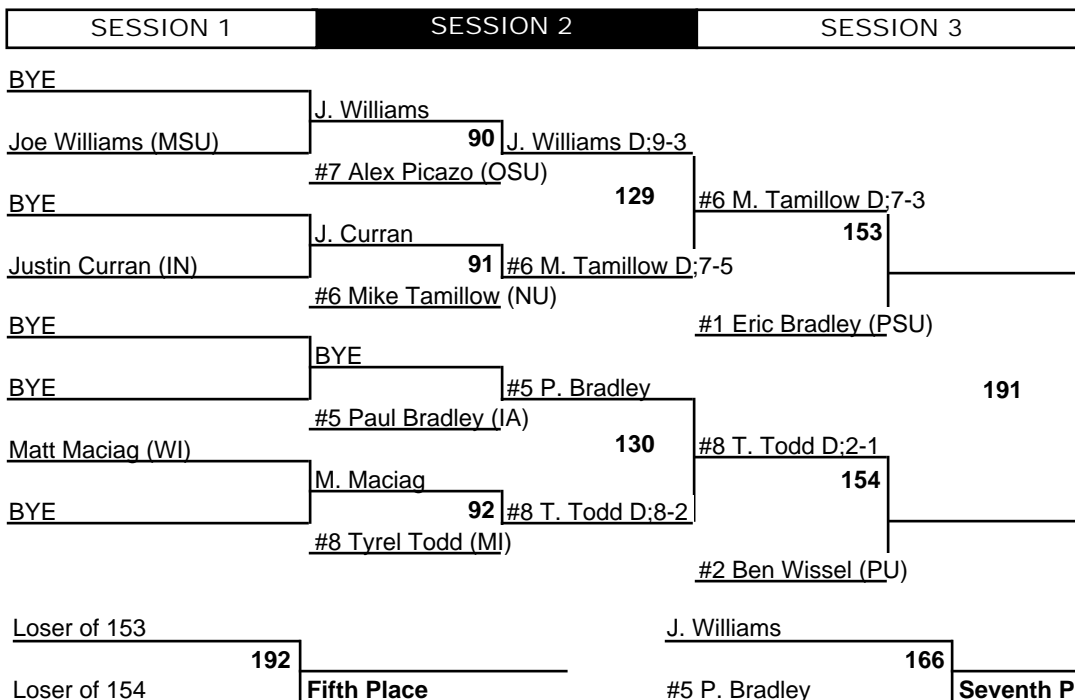 SESSION 1 SESSION 2 SESSION 3
BYE
J. Williams
Joe Williams (MSU) 90 J. Williams D;9-3
#7 Alex Picazo (OSU)
129 #6 M. Tamillow D;7-3
BYE
153
J. Curran
Justin Curran (IN) 91 #6 M. Tamillow D;7-5
#6 Mike Tamillow (NU)
BYE #1 Eric Bradley (PSU)
BYE
BYE #5 P. Bradley 191
#5 Paul Bradley (IA)
Matt Maciag (WI) 130 #8 T. Todd D;2-1
M. Maciag 154
BYE 92 #8 T. Todd D;8-2
#8 Tyrel Todd (MI)
#2 Ben Wissel (PU)
Loser of 153 J. Williams
192 166
Loser of 154 Fifth Place #5 P. Bradley Seventh P